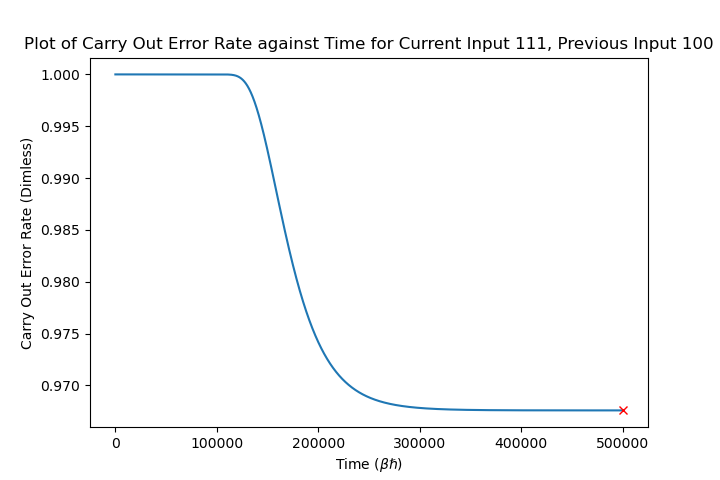 Plot of Carry Out Error Rate against Time for Current Input 111, Previous Input 100
1.000
0.995
0.990
0.985
0.980
0.975
0.970
Carry Out Error Rate (Dimless)
0 100000 200000 300000 400000 500000
Time (βℏ)